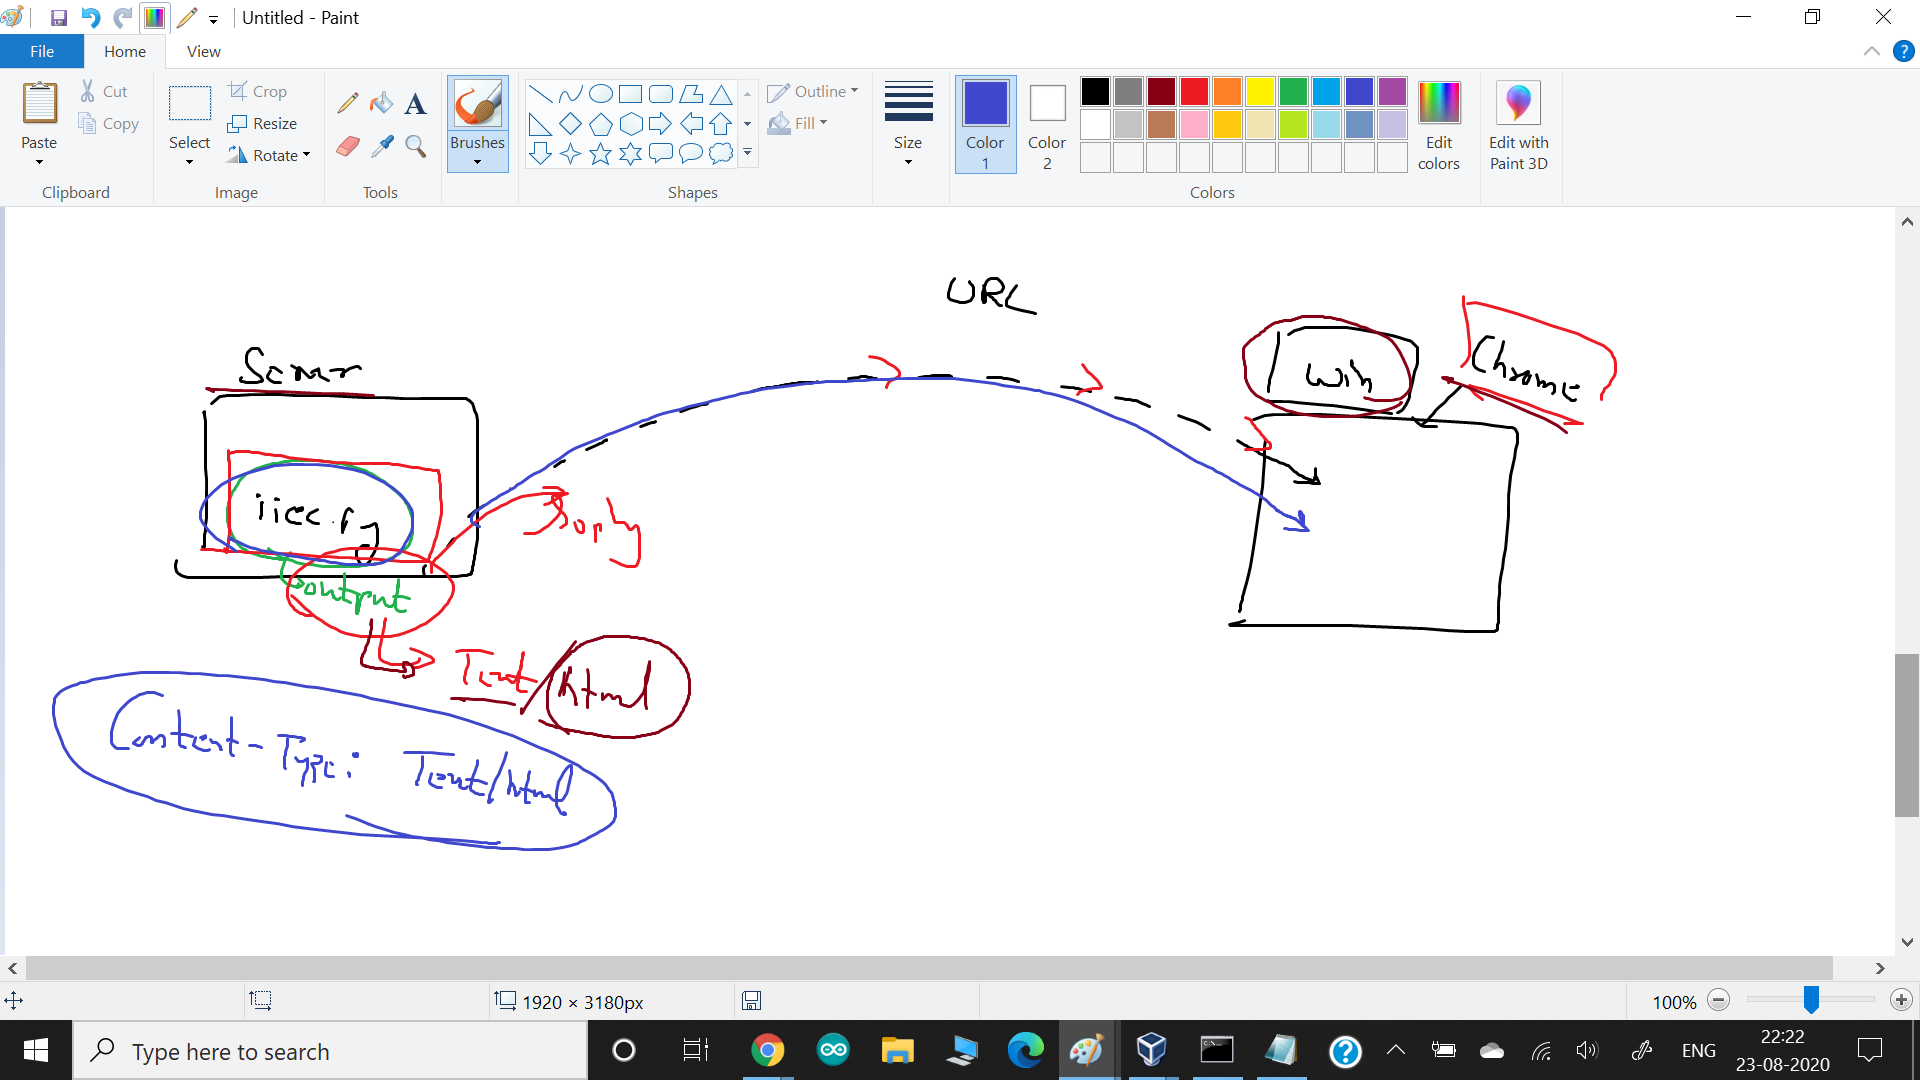 Untitled - Paint
File
Home
View
Paste
Cut
Copy
Clipboard
Select
Crop
Resize
Rotate
Image
Tools
Brushes
Shapes
Outline
Fill
Size
Color 1
Color 2
Colors
Edit colors
Edit with Paint 3D
URL
Server
Win
Chrome
iiec.py
output
Text/html
Content-Type: Text/html
1920 × 3180px
100%
Type here to search
ENG
22:22
23-08-2020